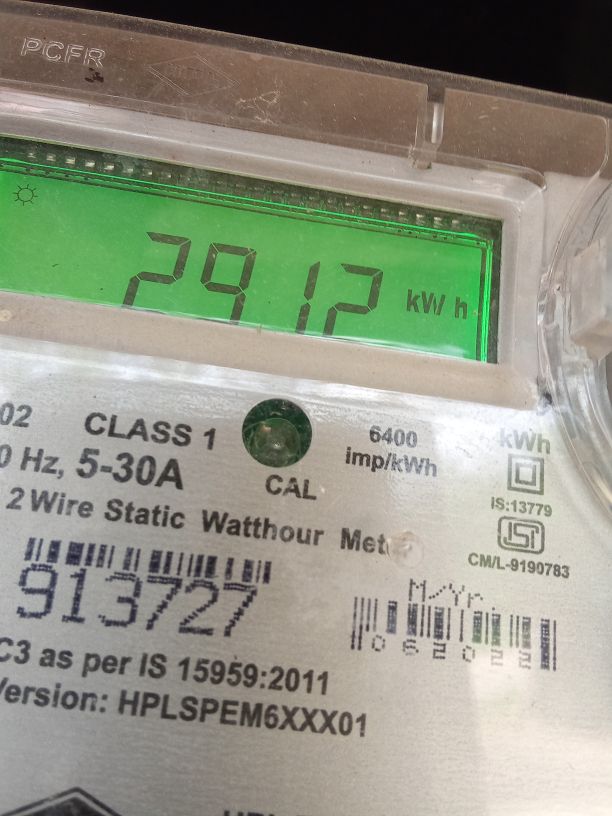 PCFR
2912 kWh
02 CLASS 1
6400 imp/kWh
kWh
0 Hz, 5-30A
CAL
IS:13779
2 Wire Static Watthour Met
CM/L-9190783
913727
M/Yr.
062022
C3 as per IS 15959:2011
Version: HPLSPEM6XXX01